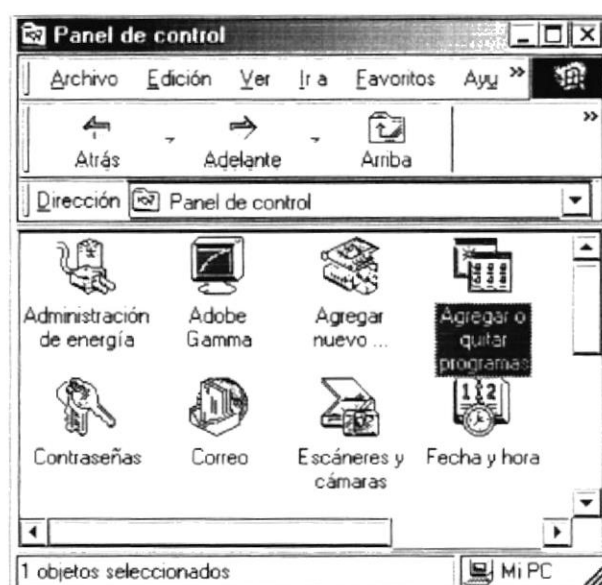 Panel de control
Archivo Edición Ver Ir a Favoritos Ayu »
Atrás Adelante Arriba »
Dirección Panel de control
Administración de energía
Adobe Gamma
Agregar nuevo ...
Agregar o quitar programas
Contraseñas
Correo
Escáneres y cámaras
Fecha y hora
1 objetos seleccionados Mi PC